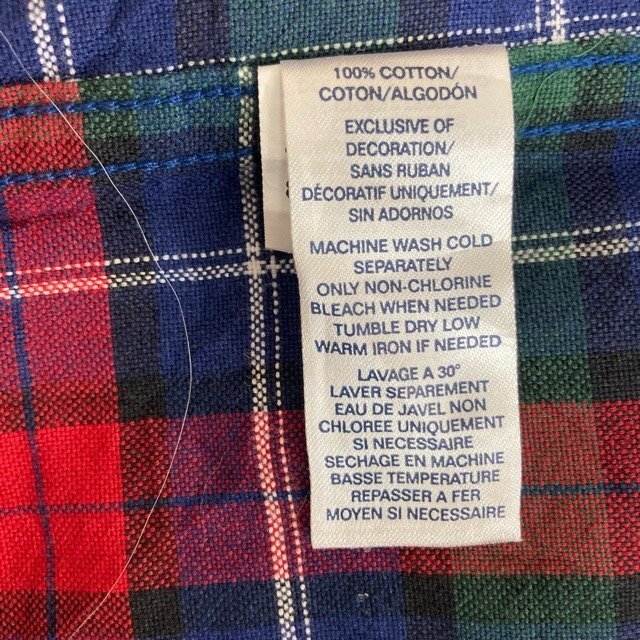 100% COTTON/
COTON/ALGODÓN
EXCLUSIVE OF
DECORATION/
SANS RUBAN
DÉCORATIF UNIQUEMENT/
SIN ADORNOS
MACHINE WASH COLD
SEPARATELY
ONLY NON-CHLORINE
BLEACH WHEN NEEDED
TUMBLE DRY LOW
WARM IRON IF NEEDED
LAVAGE A 30°
LAVER SEPAREMENT
EAU DE JAVEL NON
CHLOREE UNIQUEMENT
SI NECESSAIRE
SECHAGE EN MACHINE
BASSE TEMPERATURE
REPASSER A FER
MOYEN SI NECESSAIRE